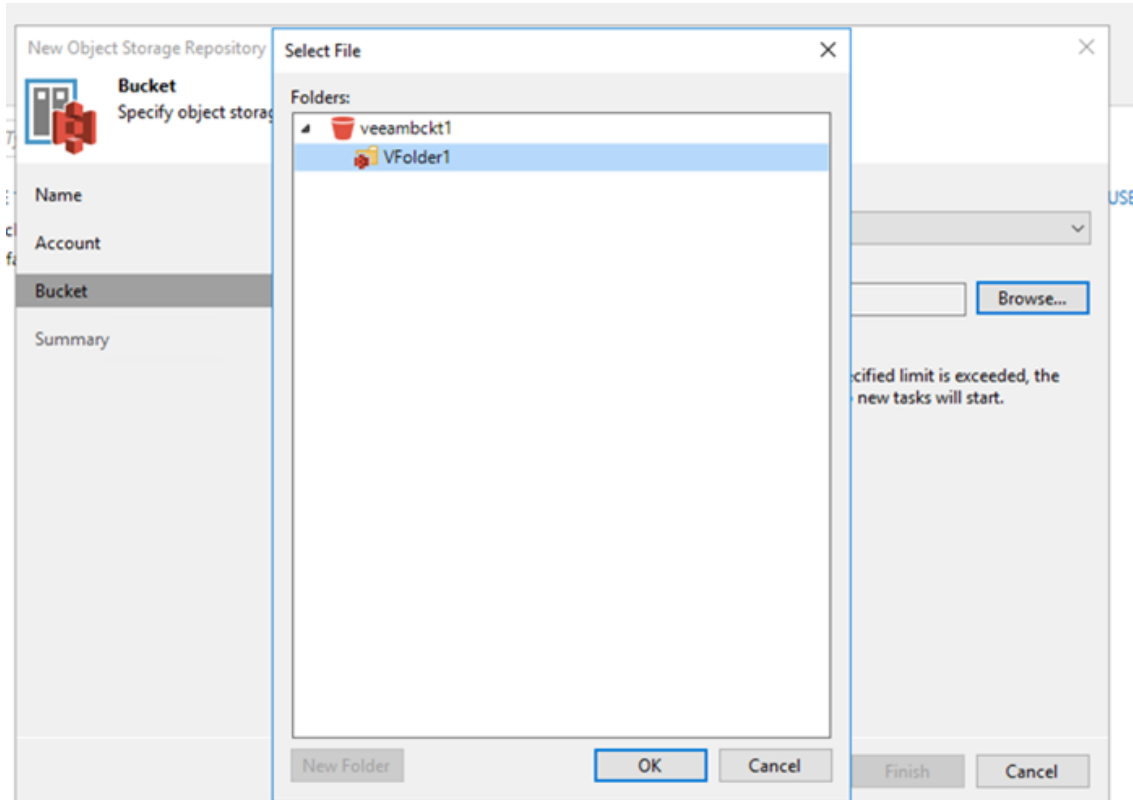 New Object Storage Repository
Bucket
Specify object storag
Name
Account
Bucket
Summary
Select File
Folders:
veeambckt1
VFolder1
New Folder
OK
Cancel
USE
Browse...
cified limit is exceeded, the
new tasks will start.
Finish
Cancel